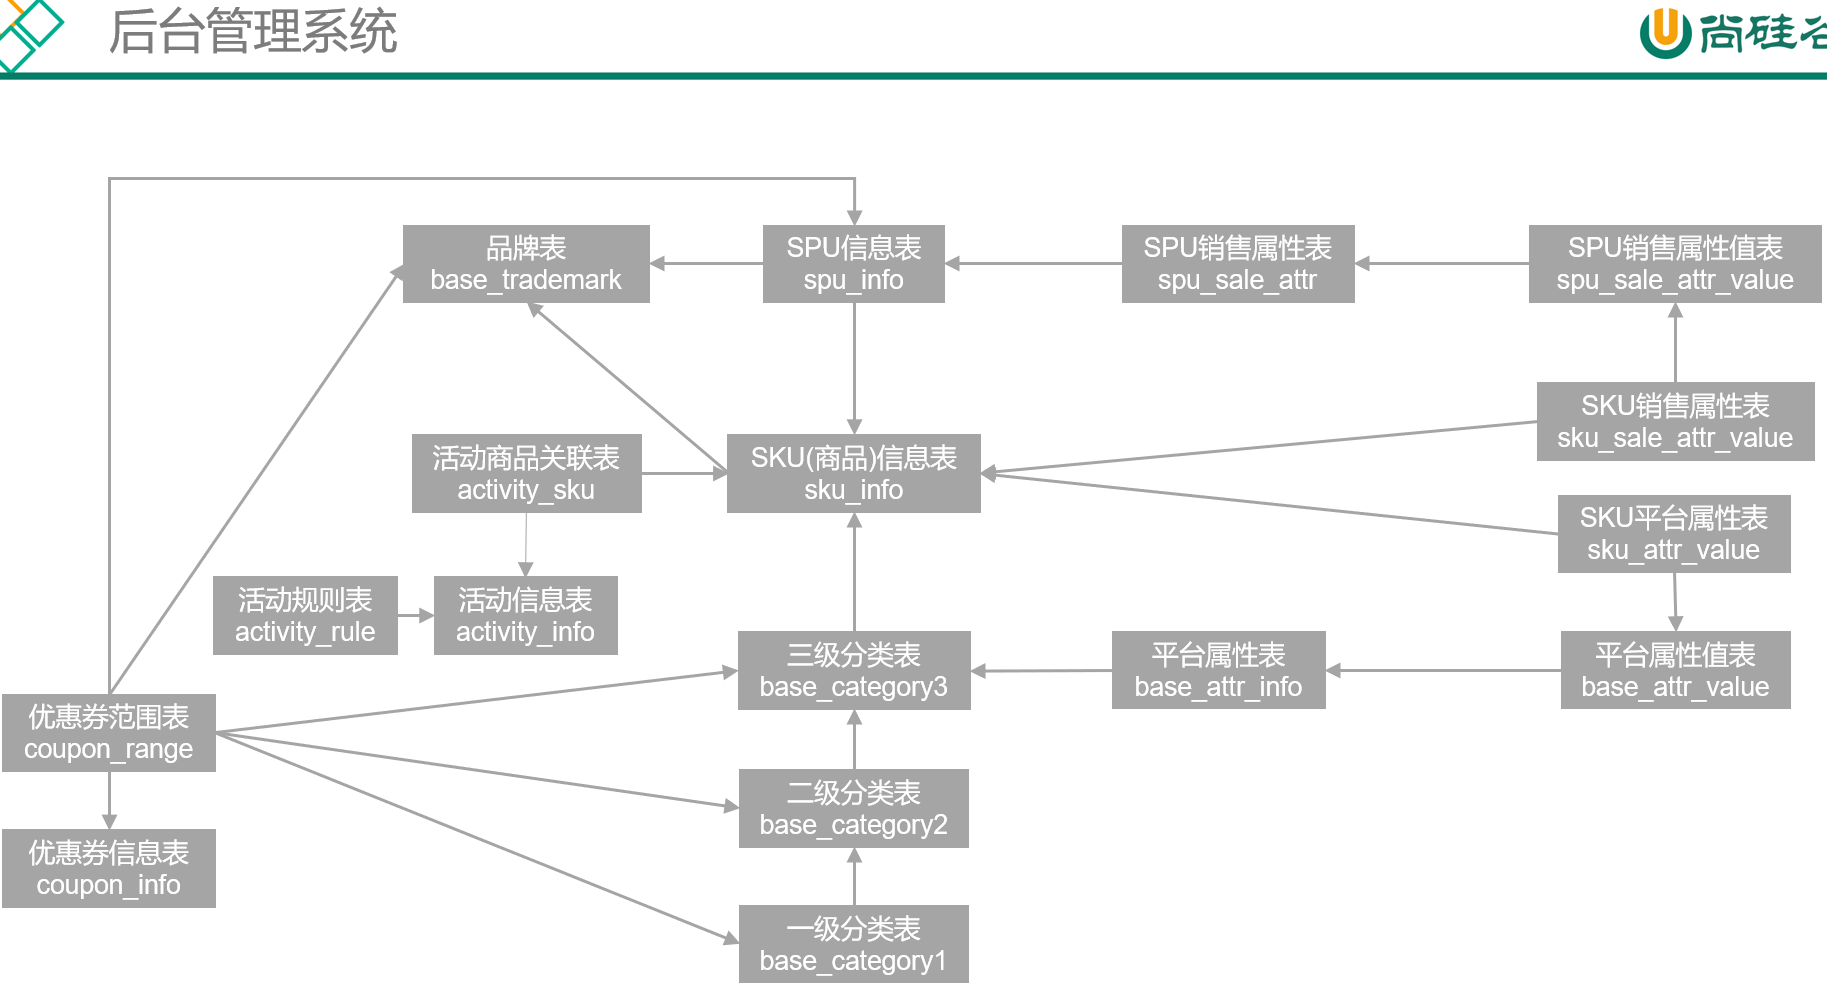 后台管理系统
尚硅谷
品牌表
base_trademark
SPU信息表
spu_info
SPU销售属性表
spu_sale_attr
SPU销售属性值表
spu_sale_attr_value
SKU销售属性表
sku_sale_attr_value
活动商品关联表
activity_sku
SKU(商品)信息表
sku_info
SKU平台属性表
sku_attr_value
活动规则表
activity_rule
活动信息表
activity_info
三级分类表
base_category3
平台属性表
base_attr_info
平台属性值表
base_attr_value
优惠券范围表
coupon_range
二级分类表
base_category2
优惠券信息表
coupon_info
一级分类表
base_category1